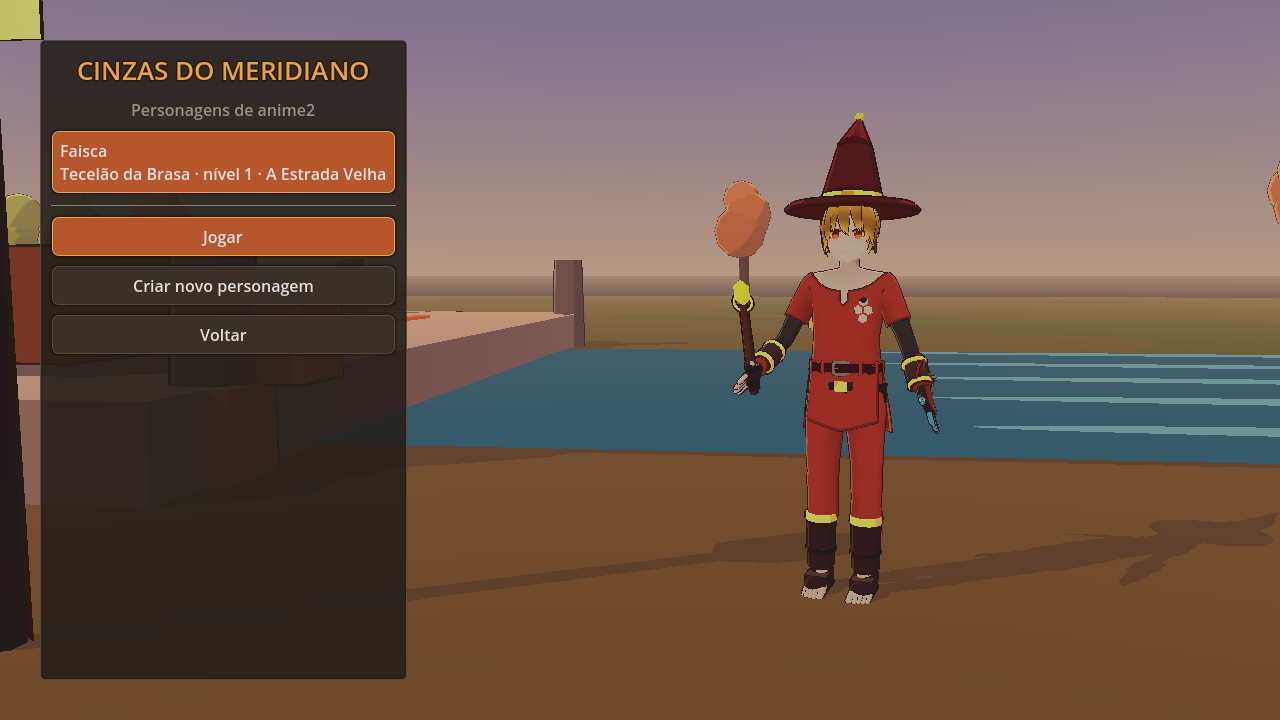 CINZAS DO MERIDIANO
Personagens de anime2
Faisca
Tecelão da Brasa · nível 1 · A Estrada Velha
Jogar
Criar novo personagem
Voltar